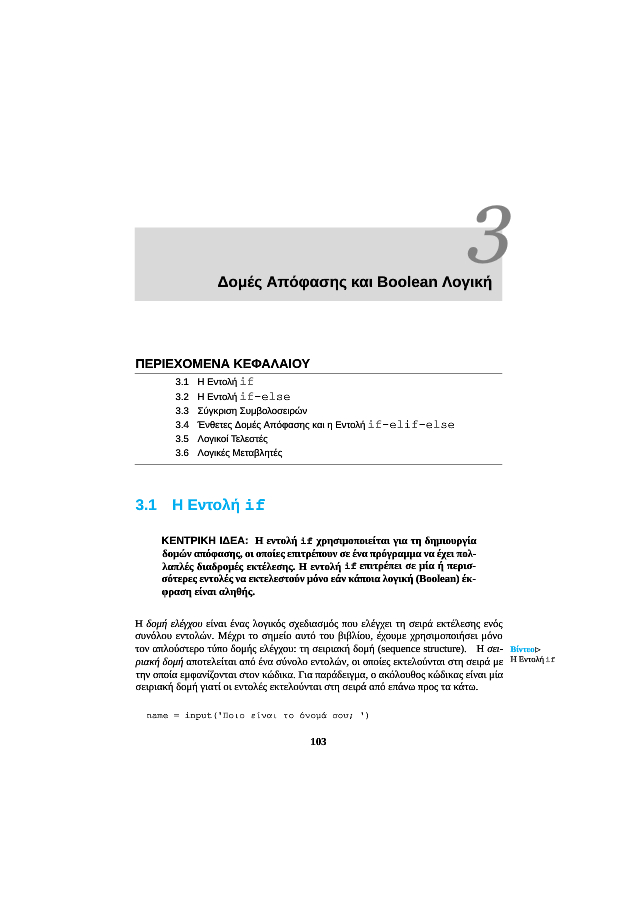 3
Δομές Απόφασης και Boolean Λογική
ΠΕΡΙΕΧΟΜΕΝΑ ΚΕΦΑΛΑΙΟΥ
3.1 Η Εντολή if
3.2 Η Εντολή if-else
3.3 Σύγκριση Συμβολοσειρών
3.4 Ένθετες Δομές Απόφασης και η Εντολή if-elif-else
3.5 Λογικοί Τελεστές
3.6 Λογικές Μεταβλητές
3.1 Η Εντολή if
ΚΕΝΤΡΙΚΗ ΙΔΕΑ: Η εντολή if χρησιμοποιείται για τη δημιουργία
δομών απόφασης, οι οποίες επιτρέπουν σε ένα πρόγραμμα να έχει πολ-
λαπλές διαδρομές εκτέλεσης. Η εντολή if επιτρέπει σε μία ή περισ-
σότερες εντολές να εκτελεστούν μόνο εάν κάποια λογική (Boolean) έκ-
φραση είναι αληθής.
Η δομή ελέγχου είναι ένας λογικός σχεδιασμός που ελέγχει τη σειρά εκτέλεσης ενός
συνόλου εντολών. Μέχρι το σημείο αυτό του βιβλίου, έχουμε χρησιμοποιήσει μόνο
τον απλούστερο τύπο δομής ελέγχου: τη σειριακή δομή (sequence structure). Η σει-
ριακή δομή αποτελείται από ένα σύνολο εντολών, οι οποίες εκτελούνται στη σειρά με
την οποία εμφανίζονται στον κώδικα. Για παράδειγμα, ο ακόλουθος κώδικας είναι μία
σειριακή δομή γιατί οι εντολές εκτελούνται στη σειρά από επάνω προς τα κάτω.
Βίντεο▷
Η Εντολή if
name = input('Ποιο είναι το όνομά σου; ')
103